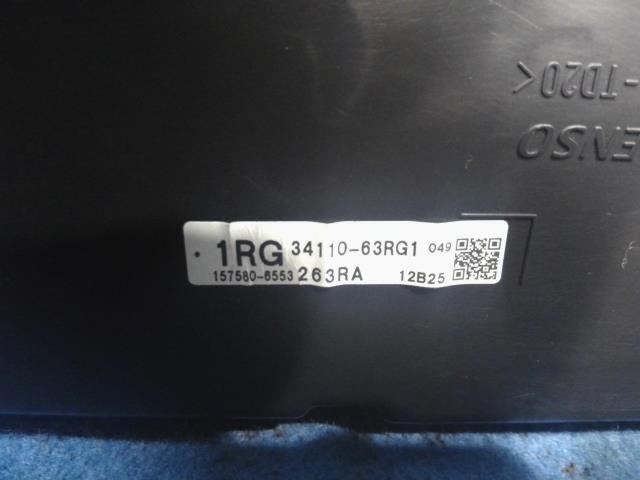 -TD20<
ENSO
1RG 34110-63RG1 049
157580-6553 263RA 12B25